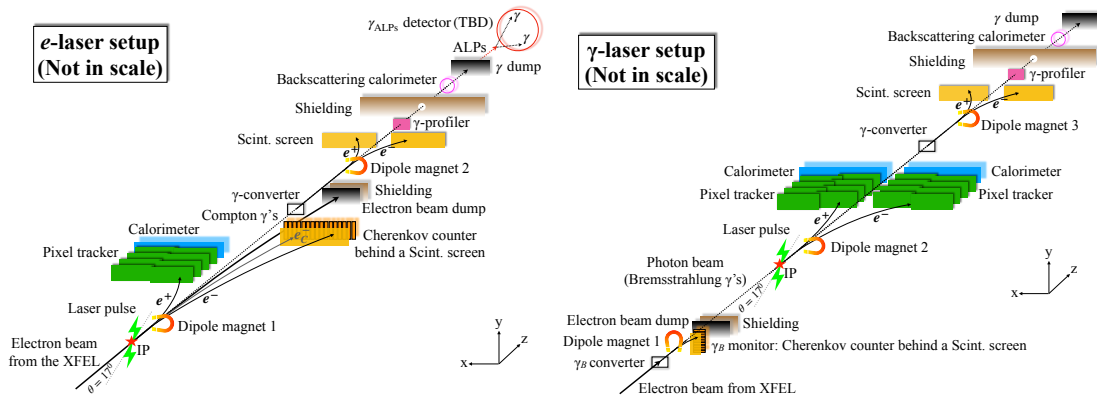 e-laser setup
(Not in scale)
γALPs detector (TBD)
γ
γ
ALPs
γ dump
Backscattering calorimeter
Shielding
γ-profiler
Scint. screen
e+
e−
Dipole magnet 2
γ-converter
Shielding
Compton γ's
Electron beam dump
Calorimeter
e−C
Cherenkov counter
behind a Scint. screen
Pixel tracker
e+
e−
Laser pulse
Dipole magnet 1
Electron beam
from the XFEL
IP
θ = 17⁰
y
z
x
γ-laser setup
(Not in scale)
γ dump
Backscattering calorimeter
Shielding
γ-profiler
Scint. screen
e+
e−
Dipole magnet 3
γ-converter
Calorimeter
Calorimeter
Pixel tracker
Pixel tracker
e+
e−
Laser pulse
Dipole magnet 2
Photon beam
(Bremsstrahlung γ's)
IP
θ = 17⁰
Electron beam dump
Shielding
Dipole magnet 1
γB monitor: Cherenkov counter behind a Scint. screen
γB converter
Electron beam from XFEL
y
z
x